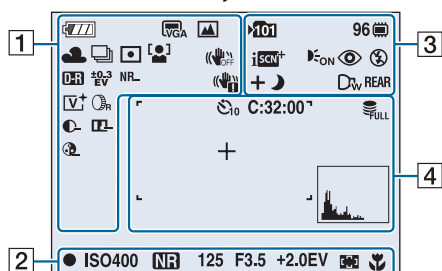 1
VGA
101
96
3
iSCN+
ON
OFF
D-R
±0.3 EV
NR
REAR
W
V+
R
10
C:32:00
FULL
4
2
ISO400
NR
125
F3.5
+2.0EV